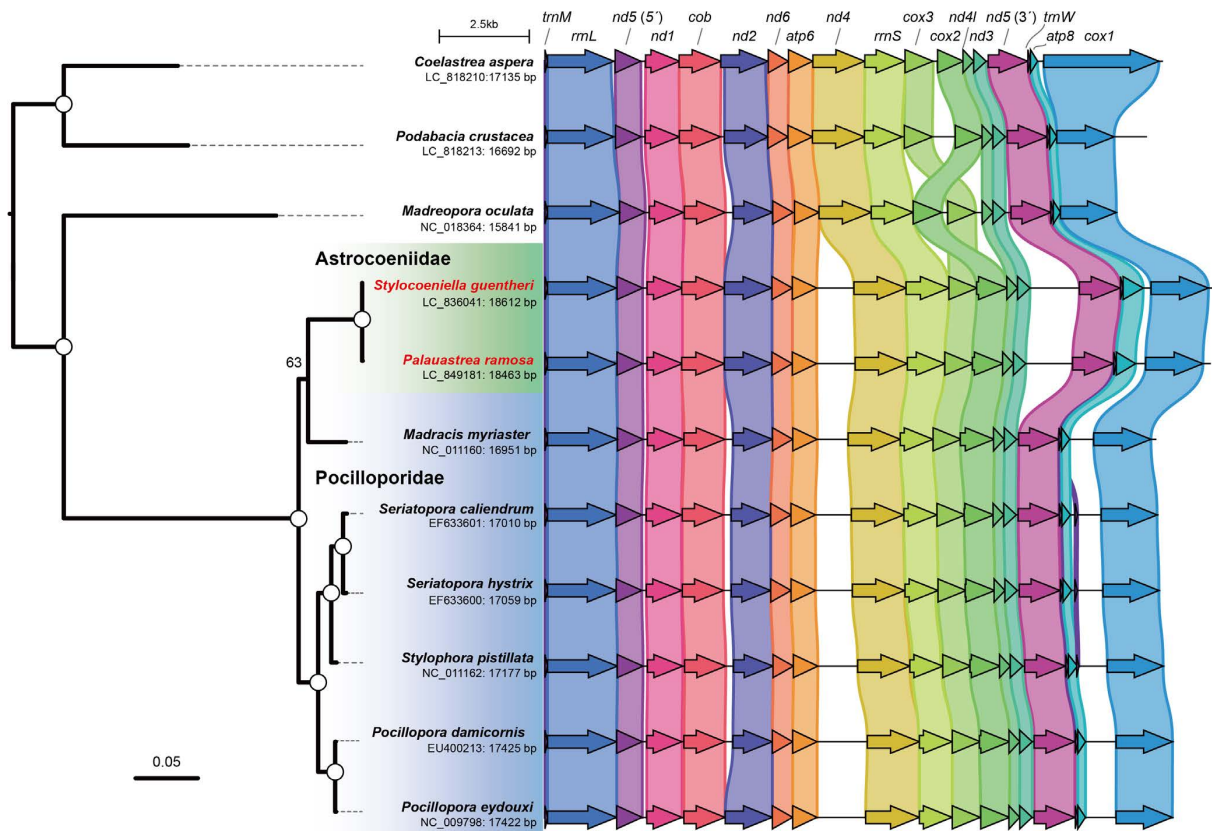 2.5kb
trnM nd5 (5´) cob nd6 nd4 cox3 nd4l nd5 (3´) trnW
rrnL nd1 nd2 atp6 rrnS cox2 nd3 atp8 cox1
Coelastrea aspera
LC_818210:17135 bp
Podabacia crustacea
LC_818213: 16692 bp
Madreopora oculata
NC_018364: 15841 bp
Astrocoeniidae
Stylocoeniella guentheri
LC_836041: 18612 bp
63
Palauastrea ramosa
LC_849181: 18463 bp
Madracis myriaster
NC_011160: 16951 bp
Pocilloporidae
Seriatopora caliendrum
EF633601: 17010 bp
Seriatopora hystrix
EF633600: 17059 bp
Stylophora pistillata
NC_011162: 17177 bp
Pocillopora damicornis
EU400213: 17425 bp
0.05
Pocillopora eydouxi
NC_009798: 17422 bp